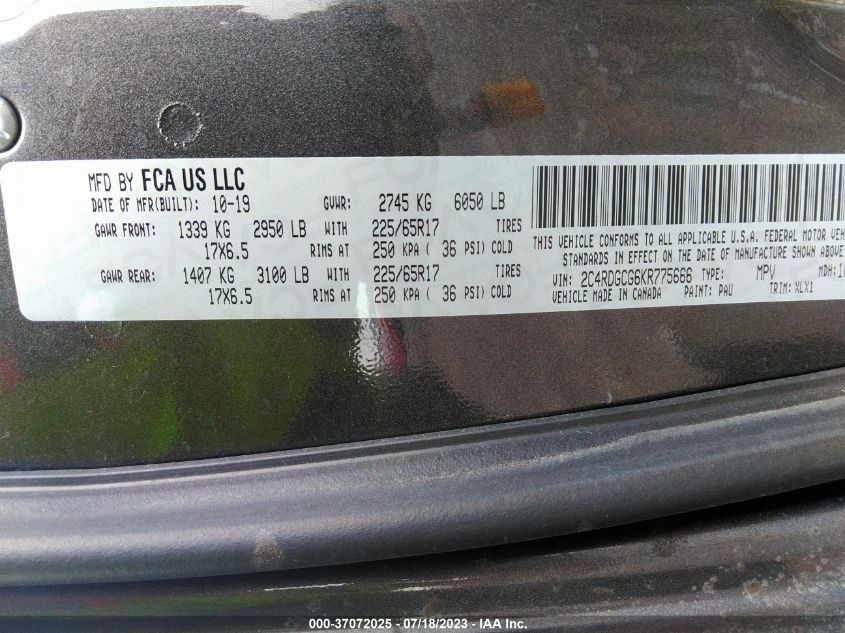 MFD BY FCA US LLC
DATE OF MFR(BUILT): 10-19 GVWR: 2745 KG 6050 LB
GAWR FRONT: 1339 KG 2950 LB WITH 225/65R17 TIRES
17X6.5 RIMS AT 250 KPA ( 36 PSI) COLD
GAWR REAR: 1407 KG 3100 LB WITH 225/65R17 TIRES
17X6.5 RIMS AT 250 KPA ( 36 PSI) COLD
THIS VEHICLE CONFORMS TO ALL APPLICABLE U.S.A. FEDERAL MOTOR
STANDARDS IN EFFECT ON THE DATE OF MANUFACTURE SHOWN ABOVE
VIN: 2C4RDGCG6KR775666 TYPE: MPV MDH:
VEHICLE MADE IN CANADA PAINT: PAU TRIM: XLX1
000-37072025 - 07/18/2023 - IAA Inc.